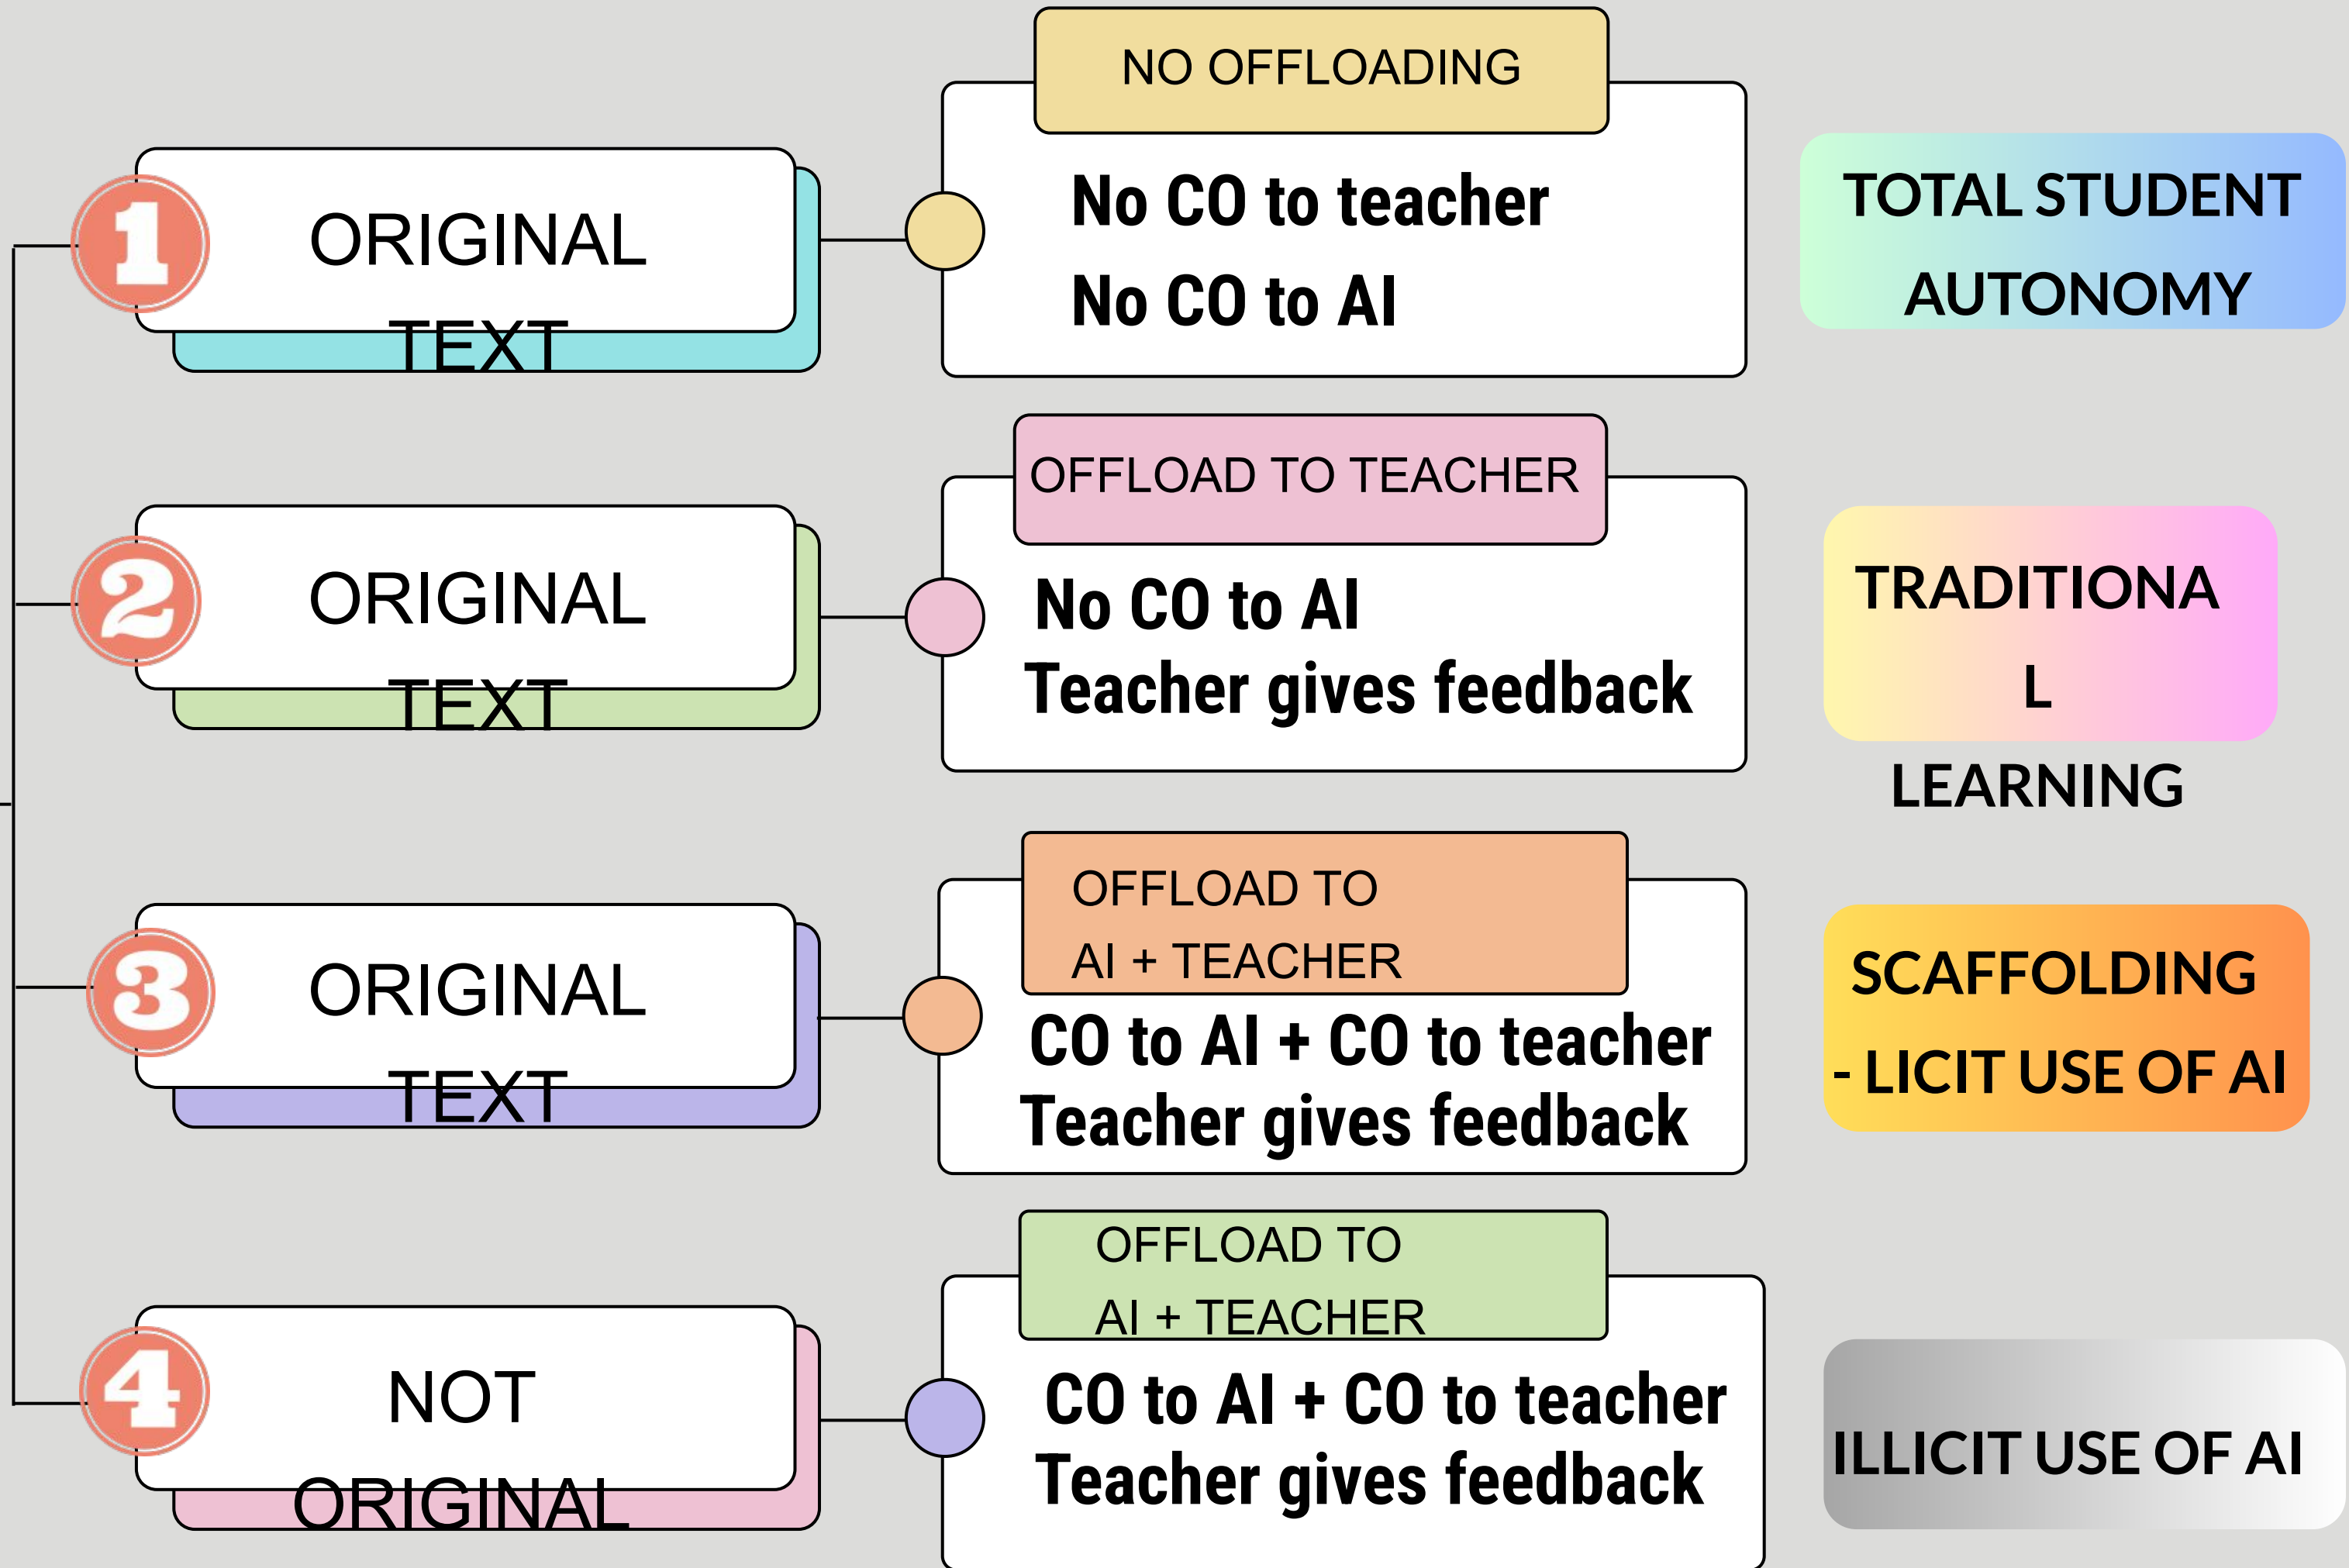 NO OFFLOADING
1
ORIGINAL
TEXT
No CO to teacher
No CO to AI
TOTAL STUDENT
AUTONOMY
OFFLOAD TO TEACHER
2
ORIGINAL
TEXT
No CO to AI
Teacher gives feedback
TRADITIONA
L
LEARNING
OFFLOAD TO
AI + TEACHER
3
ORIGINAL
TEXT
CO to AI + CO to teacher
Teacher gives feedback
SCAFFOLDING
- LICIT USE OF AI
OFFLOAD TO
AI + TEACHER
4
NOT
ORIGINAL
CO to AI + CO to teacher
Teacher gives feedback
ILLICIT USE OF AI